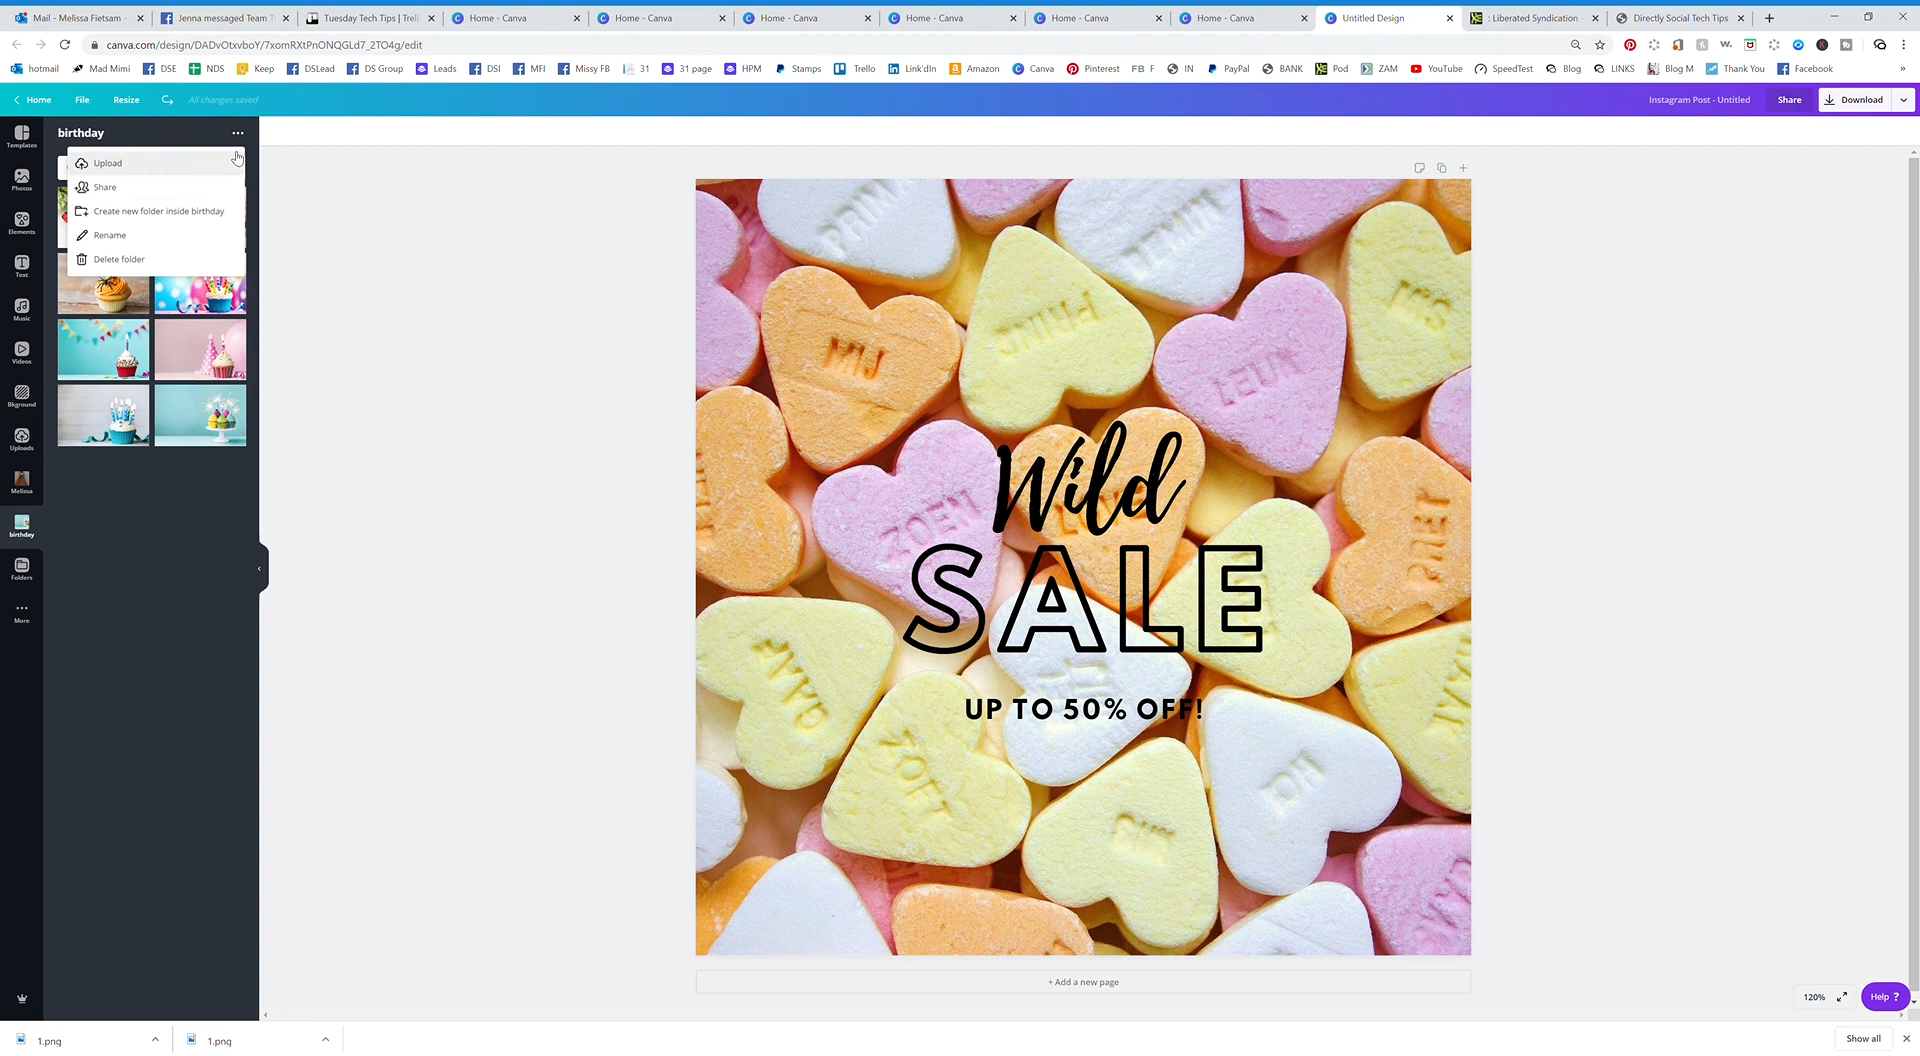 Mail - Melissa Fietsam -
Jenna messaged Team T
Tuesday Tech Tips | Trell
Home - Canva
Home - Canva
Home - Canva
Home - Canva
Home - Canva
Home - Canva
Untitled Design
: Liberated Syndication -
Directly Social Tech Tips
canva.com/design/DADvOtxvboY/7xomRXtPnONQGLd7_2TO4g/edit
hotmail
Mad Mimi
DSE
NDS
Keep
DSLead
DS Group
Leads
DSI
MFI
Missy FB
31
31 page
HPM
Stamps
Trello
Link'dIn
Amazon
Canva
Pinterest
FB F
IN
PayPal
BANK
Pod
ZAM
YouTube
SpeedTest
Blog
LINKS
Blog M
Thank You
Facebook
Home
File
Resize
All changes saved
Instagram Post - Untitled
Share
Download
Templates
Photos
Elements
Text
Music
Videos
Bkground
Uploads
Melissa
birthday
Folders
More
birthday
Upload
Share
Create new folder inside birthday
Rename
Delete folder
ZOEN
LEUK
Wild
SALE
UP TO 50% OFF!
+ Add a new page
120%
Help ?
1.png
1.png
Show all